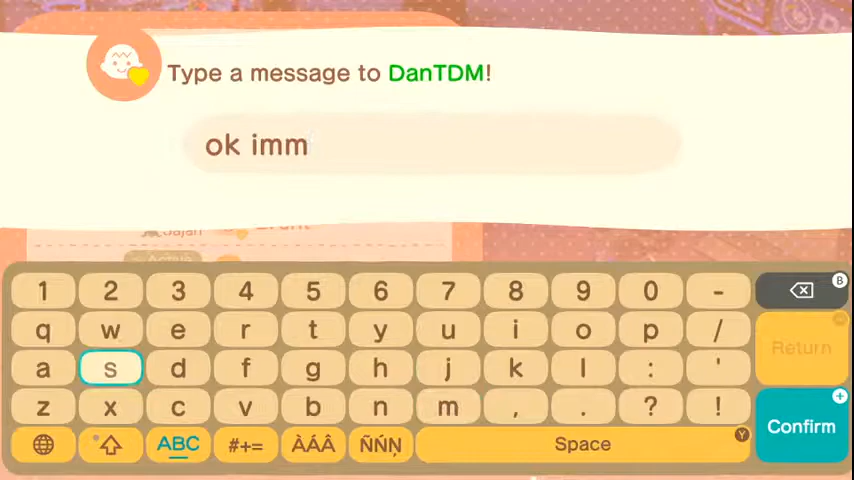 Type a message to DanTDM!
ok imm
1 2 3 4 5 6 7 8 9 0 -
B
q w e r t y u i o p /
Return
a s d f g h j k l : '
z x c v b n m , . ? !
+
Confirm
ABC #+= ÀÁÂ ÑŃŅ Space Y